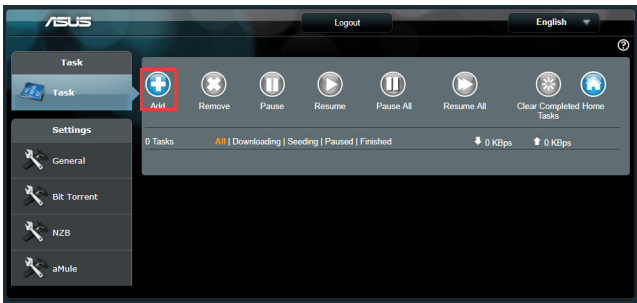 ASUS
Logout
English
?
Task
Task
Settings
General
Bit Torrent
NZB
aMule
Add
Remove
Pause
Resume
Pause All
Resume All
Clear Completed Tasks
Home
0 Tasks
All | Downloading | Seeding | Paused | Finished
0 KBps
0 KBps